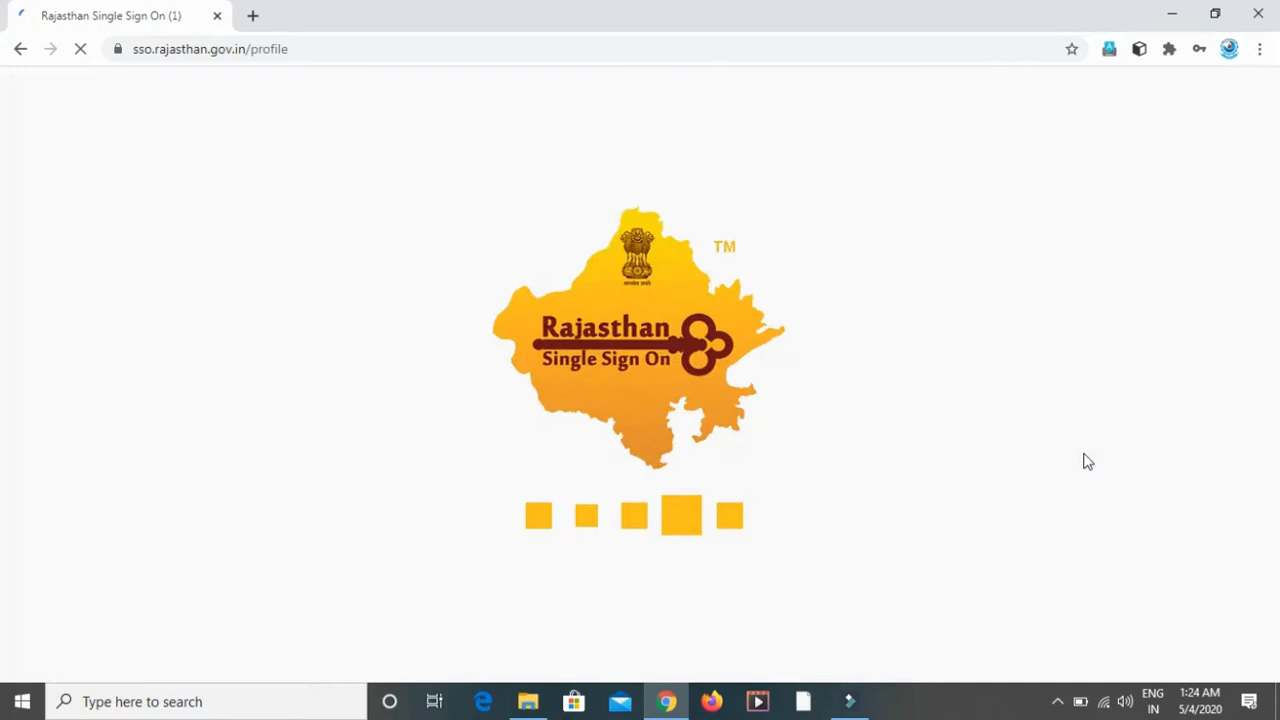 Rajasthan Single Sign On (1)
sso.rajasthan.gov.in/profile
TM
Rajasthan
Single Sign On
Type here to search
ENG
IN
1:24 AM
5/4/2020